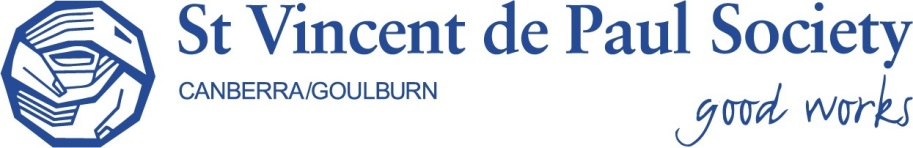 St Vincent de Paul Society
CANBERRA/GOULBURN
good works